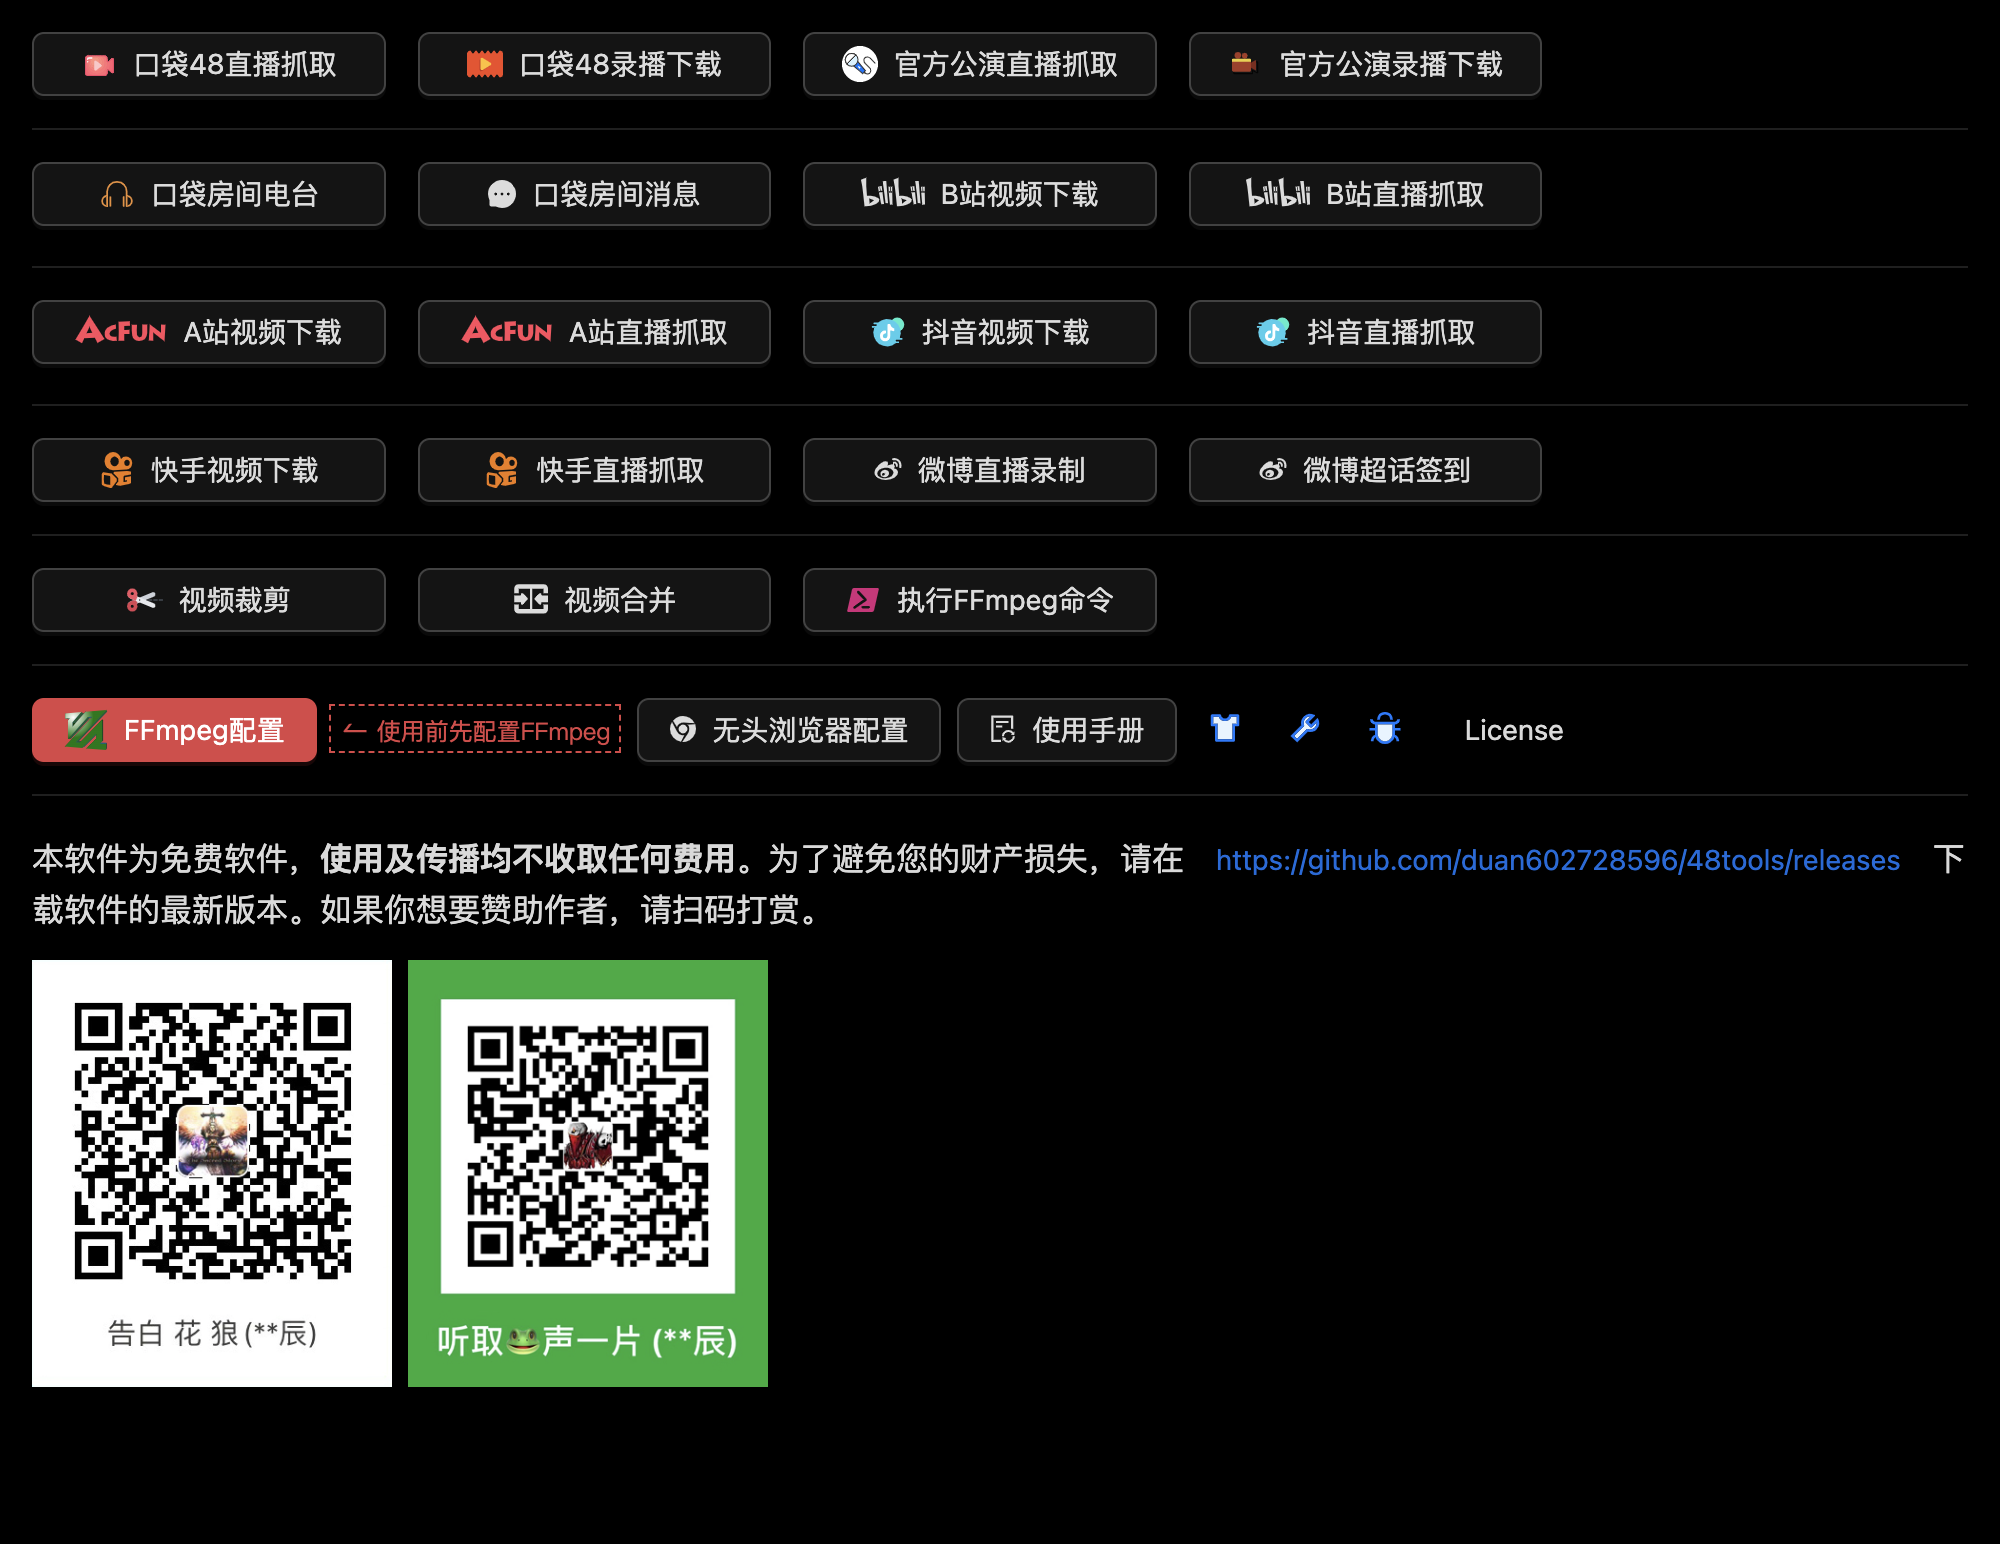 口袋48直播抓取 口袋48录播下载 官方公演直播抓取 官方公演录播下载
口袋房间电台 口袋房间消息 bilibili B站视频下载 bilibili B站直播抓取
ACFUN A站视频下载 ACFUN A站直播抓取 抖音视频下载 抖音直播抓取
快手视频下载 快手直播抓取 微博直播录制 微博超话签到
视频裁剪 视频合并 执行FFmpeg命令
FFmpeg配置 使用前先配置FFmpeg 无头浏览器配置 使用手册 License
本软件为免费软件，使用及传播均不收取任何费用。为了避免您的财产损失，请在 https://github.com/duan602728596/48tools/releases 下
载软件的最新版本。如果你想要赞助作者，请扫码打赏。
告白 花 狼(**辰)
听取🐸声一片 (**辰)